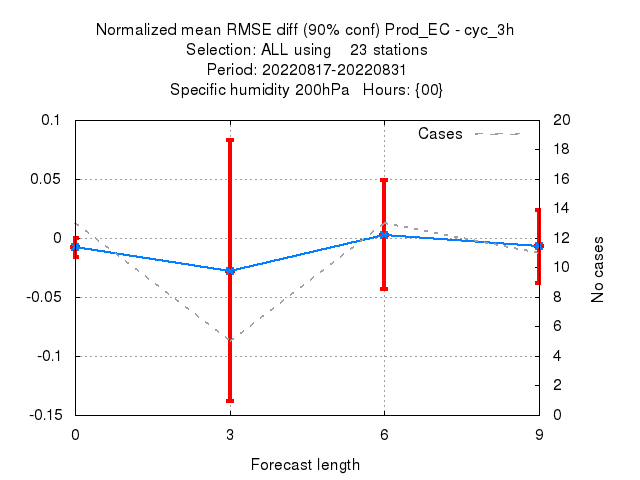 Normalized mean RMSE diff (90% conf) Prod_EC - cyc_3h
Selection: ALL using    23 stations
Period: 20220817-20220831
Specific humidity 200hPa   Hours: {00}
Cases
0.1
0.05
0
-0.05
-0.1
-0.15
20
18
16
14
12
10
8
6
4
2
0
No cases
0 3 6 9
Forecast length